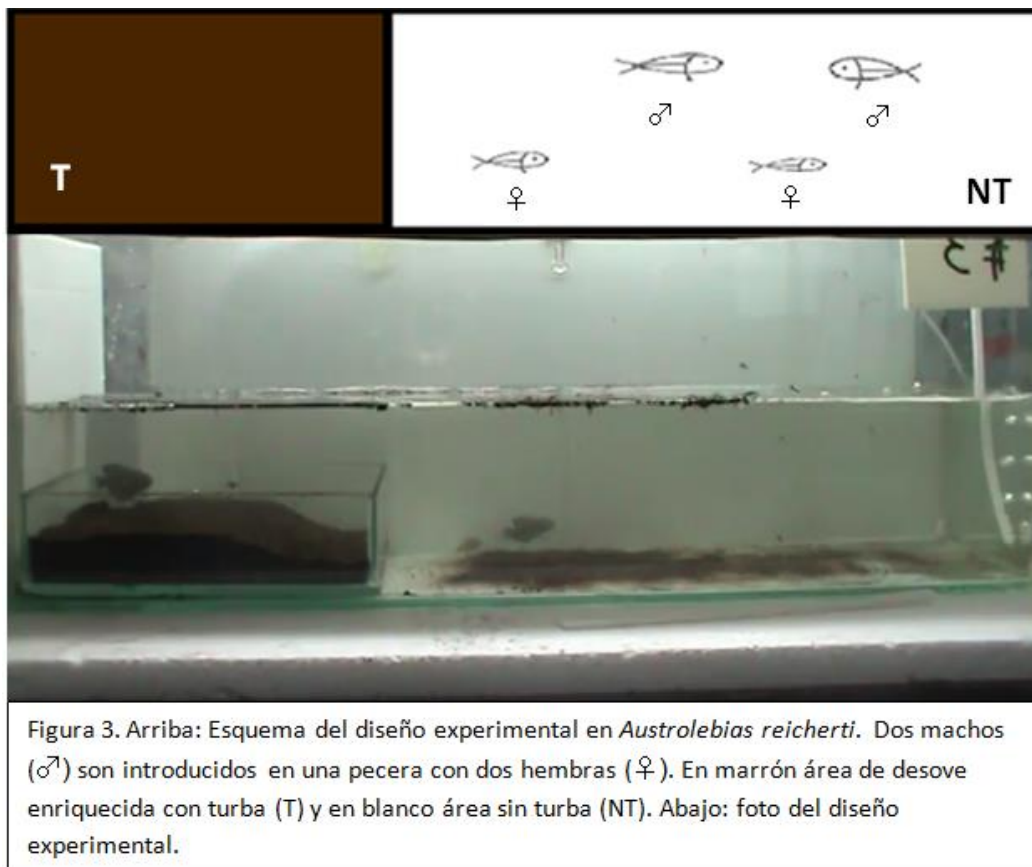 ♂ ♂
T ♀ ♀ NT
#3
Figura 3. Arriba: Esquema del diseño experimental en Austrolebias reicherti. Dos machos
(♂) son introducidos en una pecera con dos hembras (♀). En marrón área de desove
enriquecida con turba (T) y en blanco área sin turba (NT). Abajo: foto del diseño
experimental.